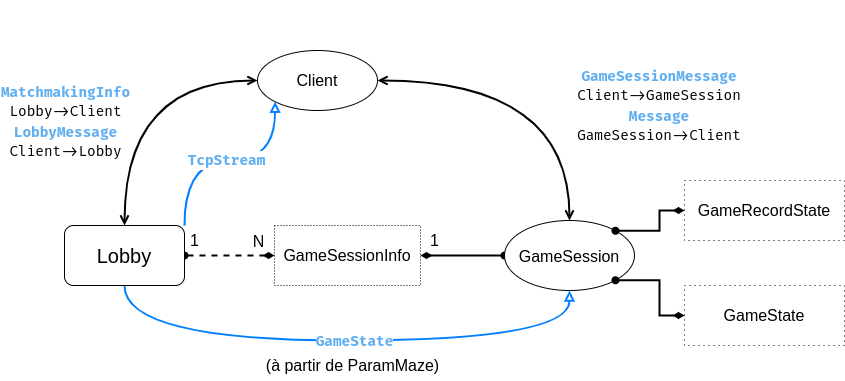 Client
MatchmakingInfo
Lobby→Client
LobbyMessage
Client→Lobby
GameSessionMessage
Client→GameSession
Message
GameSession→Client
TcpStream
GameRecordState
Lobby
1
N
GameSessionInfo
1
GameSession
GameState
GameState
(à partir de ParamMaze)